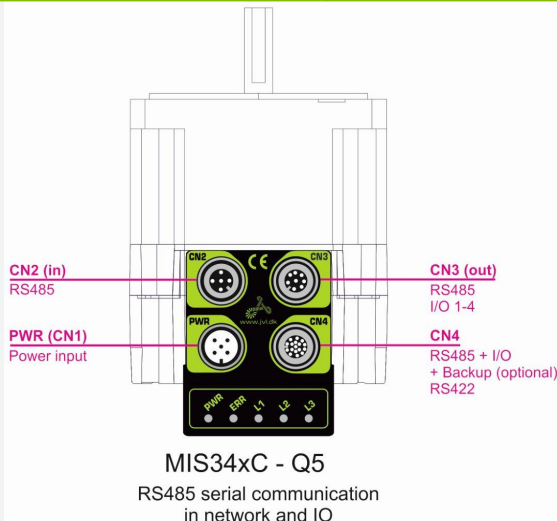 CN2
CE
CN3
CN2 (in)
RS485
CN3 (out)
RS485
I/O 1-4
www.jvl.dk
PWR
CN4
PWR (CN1)
Power input
CN4
RS485 + I/O
+ Backup (optional)
RS422
PWR
ERR
L1
L2
L3
MIS34xC - Q5
RS485 serial communication
in network and IO